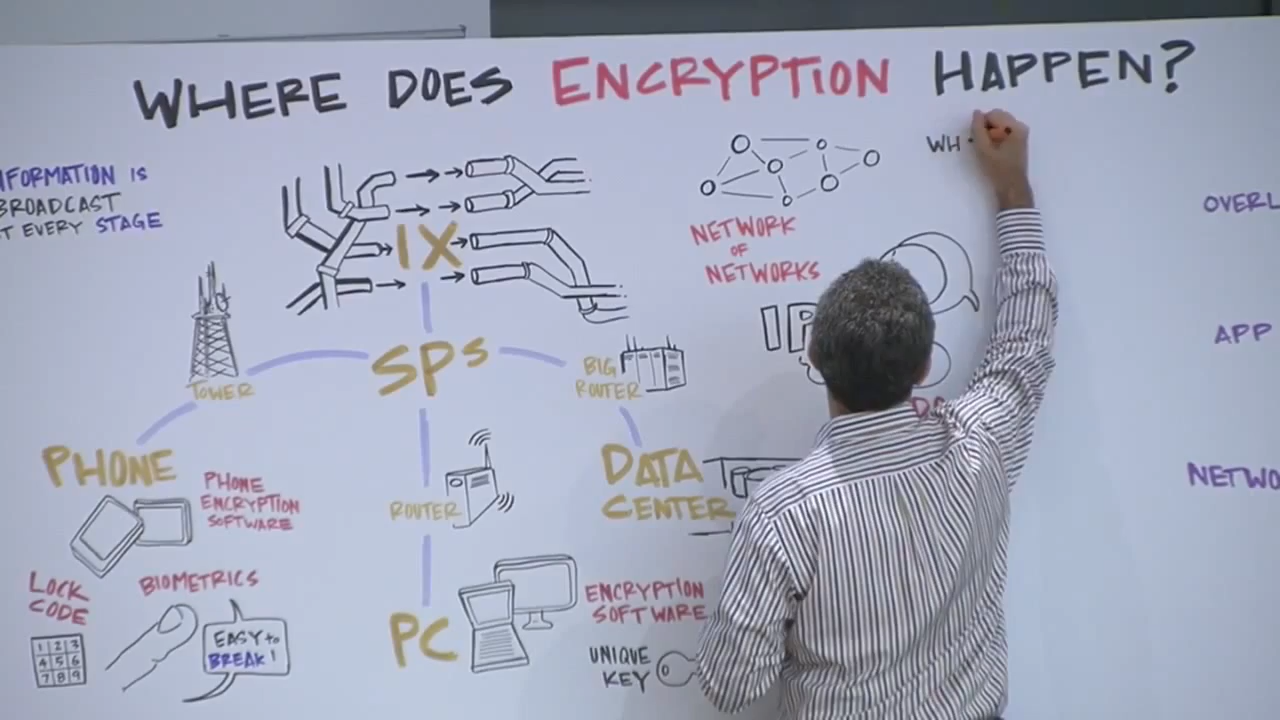 WHERE DOES ENCRYPTION HAPPEN?
NFORMATION IS
BROADCAST
T EVERY STAGE
IX
SPs
TOWER
BIG
ROUTER
PHONE
PHONE
ENCRYPTION
SOFTWARE
LOCK
CODE
1 2 3
4 5 6
7 8 9
BIOMETRICS
EASY to
BREAK!
ROUTER
PC
DATA
CENTER
ENCRYPTION
SOFTWARE
UNIQUE
KEY
NETWORK
OF
NETWORKS
IP
WH
OVERL
APP
NETWO